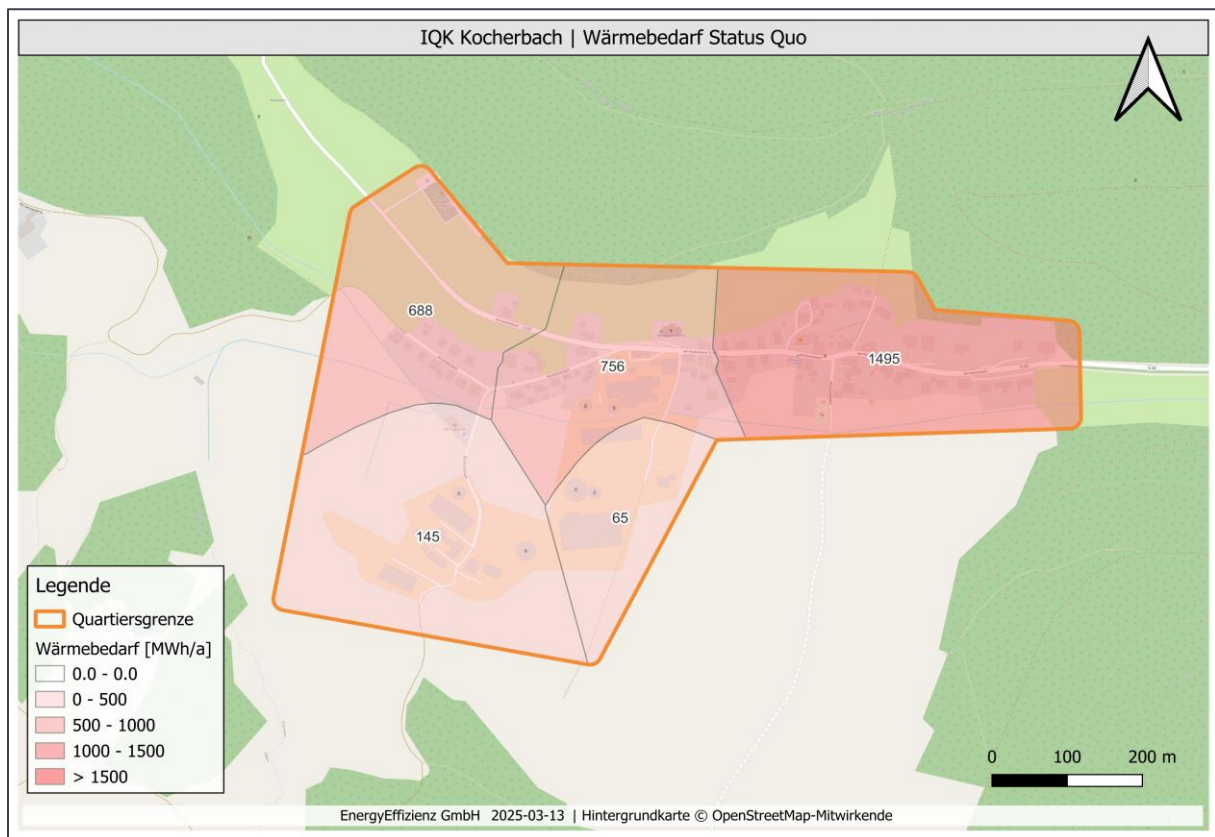 IQK Kocherbach | Wärmebedarf Status Quo
688
756
1495
145
65
Legende
Quartiersgrenze
Wärmebedarf [MWh/a]
0.0 - 0.0
0 - 500
500 - 1000
1000 - 1500
> 1500
0 100 200 m
EnergyEffizienz GmbH 2025-03-13 | Hintergrundkarte © OpenStreetMap-Mitwirkende